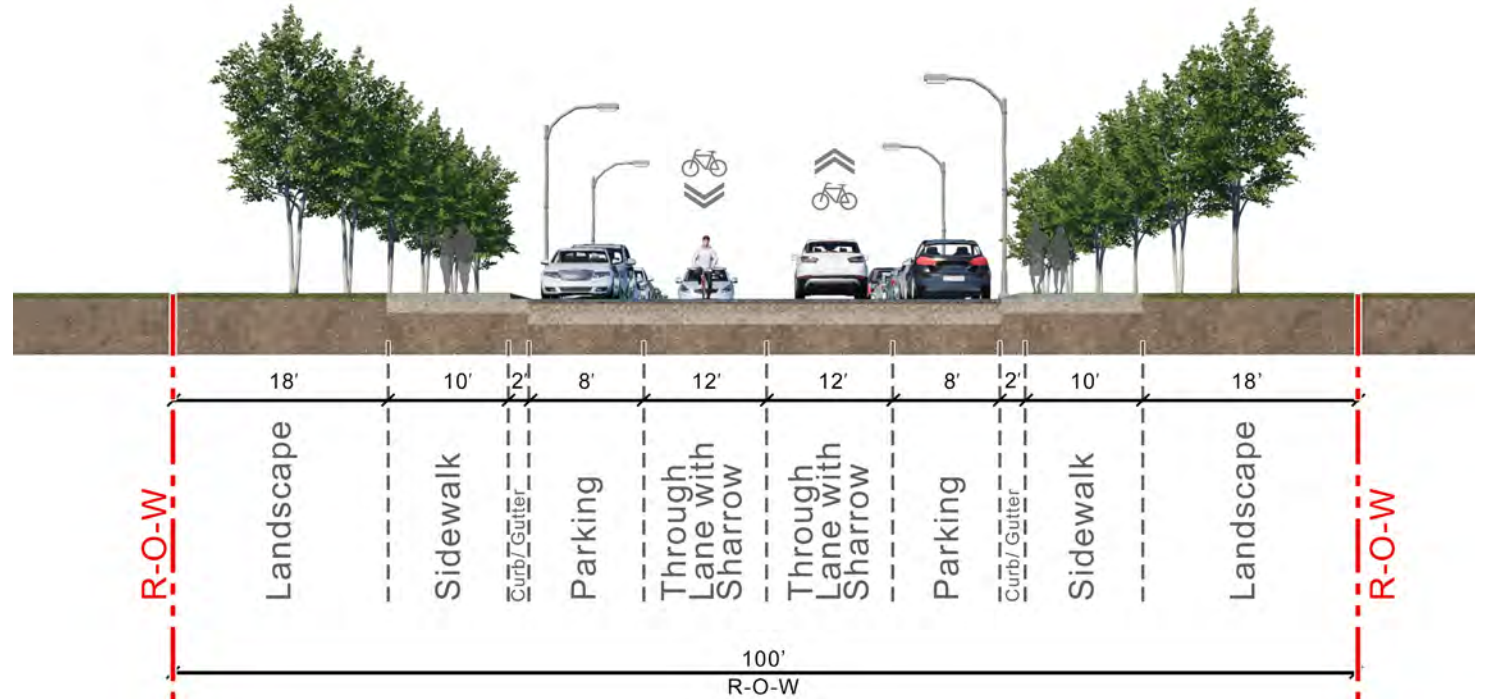 18'
10'
2'
8'
12'
12'
8'
2'
10'
18'
R-O-W
Landscape
Sidewalk
Curb/ Gutter
Parking
Through
Lane with
Sharrow
Through
Lane with
Sharrow
Parking
Curb/ Gutter
Sidewalk
Landscape
R-O-W
100'
R-O-W